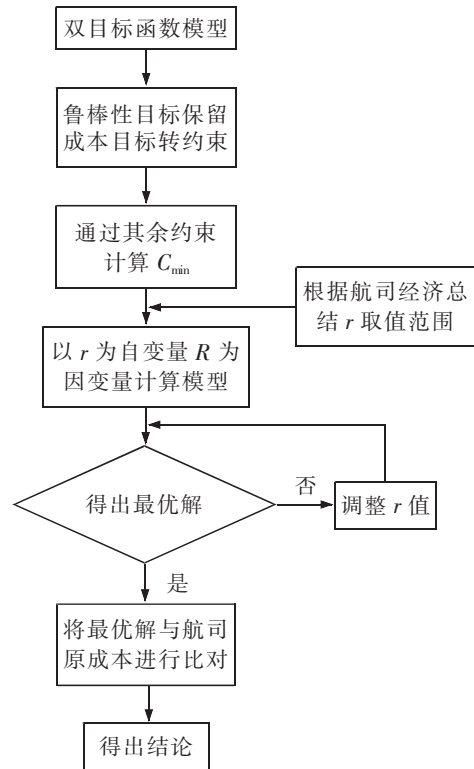 双目标函数模型
鲁棒性目标保留
成本目标转约束
通过其余约束
计算 Cmin
根据航司经济总
结 r 取值范围
以 r 为自变量 R 为
因变量计算模型
得出最优解
否
调整 r 值
是
将最优解与航司
原成本进行比对
得出结论